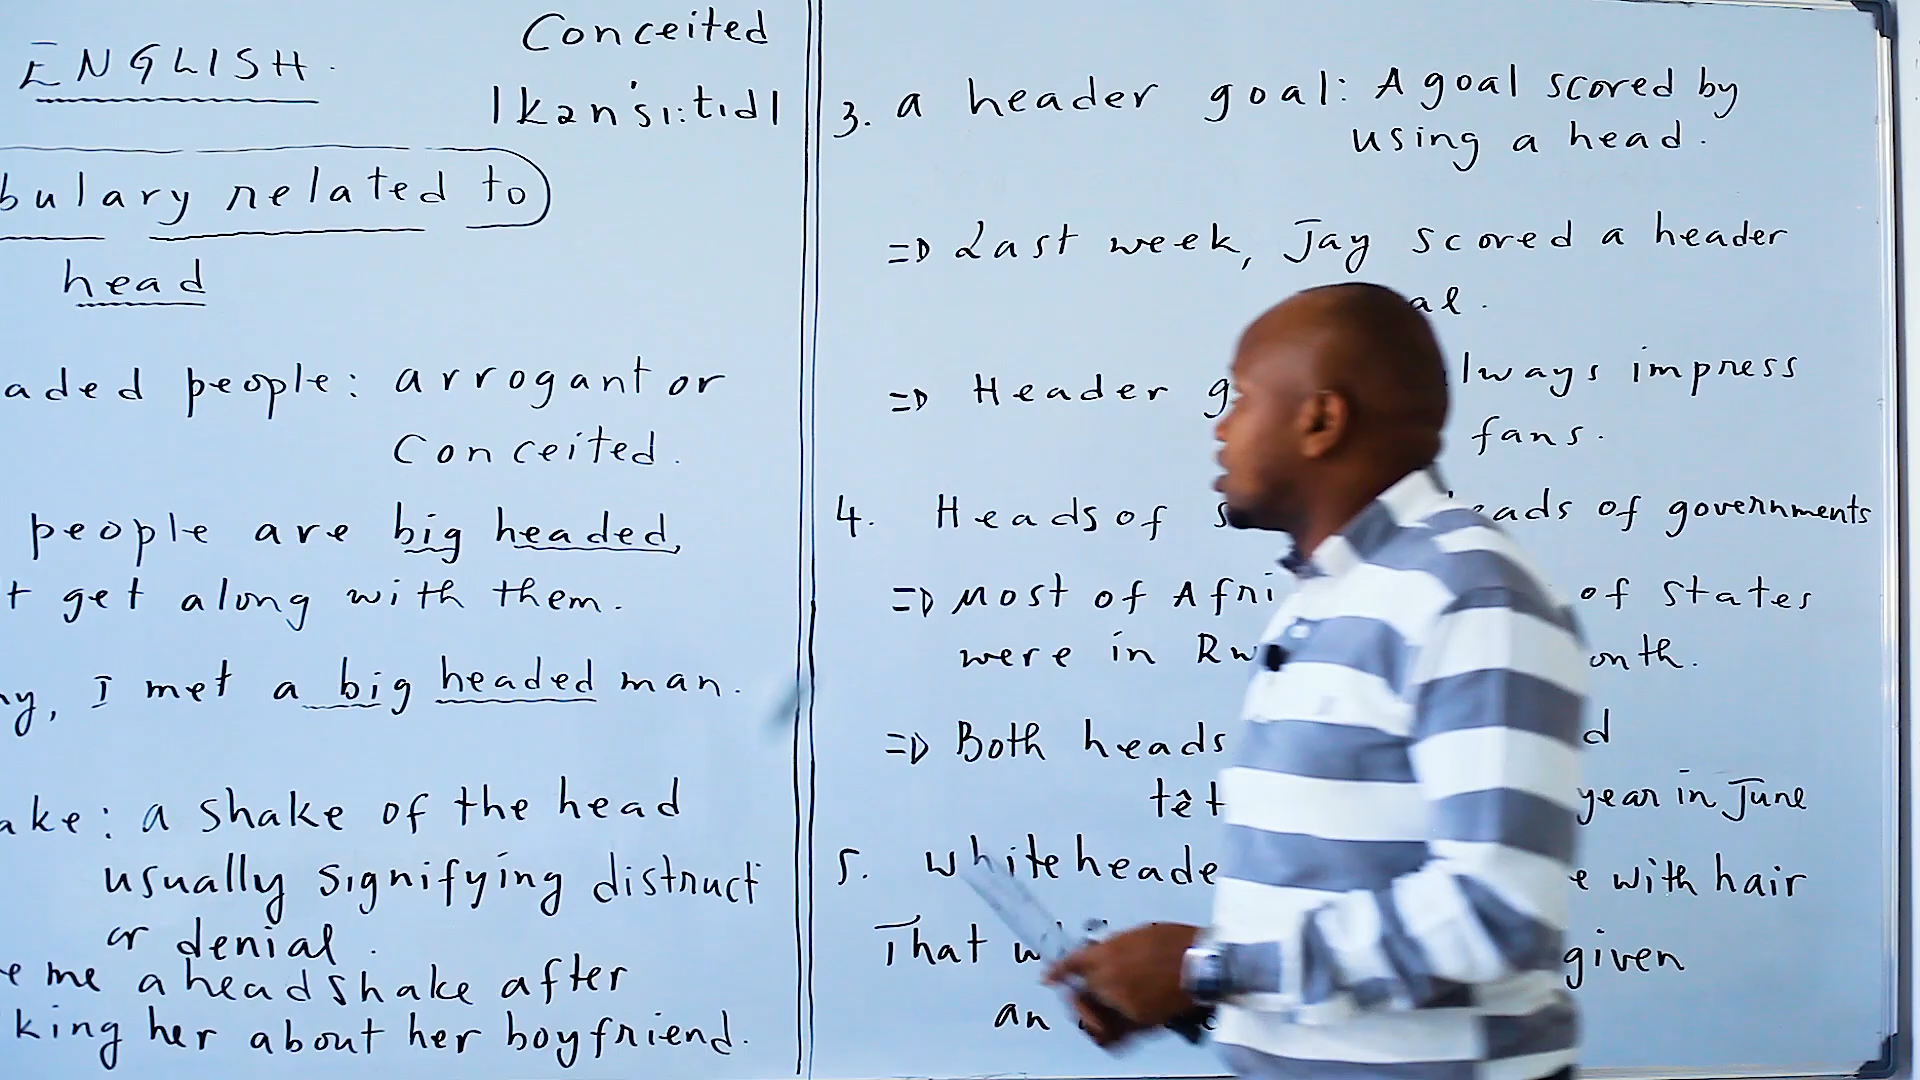 ENGLISH.
Conceited
|kən'si:tid|
bulary related to
head
aded people: arrogant or
Conceited.
people are big headed,
t get along with them.
y, I met a big headed man.
ake: a shake of the head
usually signifying distruct
or denial.
e me a headshake after
king her about her boyfriend.
3. a header goal: A goal scored by
using a head.
=> Last week, Jay scored a header
al.
=> Header g lways impress
fans.
4. Heads of s eads of governments
=> Most of Afri of states
were in Rw onth.
=> Both heads d
têt year in June
5. White heade e with hair
That w given
an